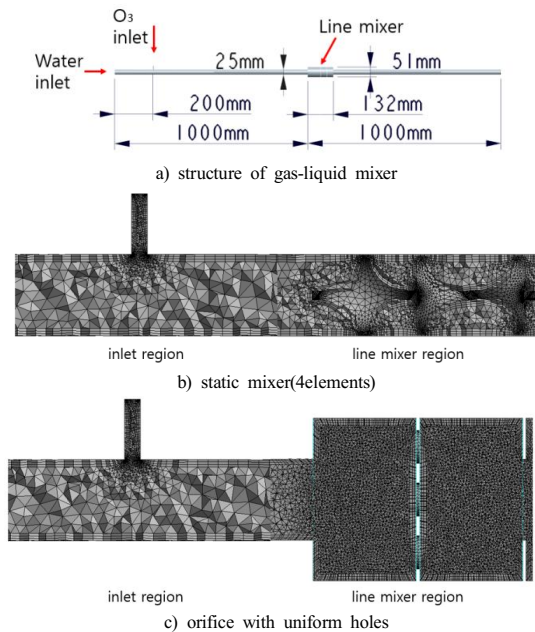 O₃
inlet
Line mixer
Water
inlet
25mm
51mm
200mm
132mm
1000mm
1000mm
a) structure of gas-liquid mixer
inlet region
line mixer region
b) static mixer(4elements)
inlet region
line mixer region
c) orifice with uniform holes